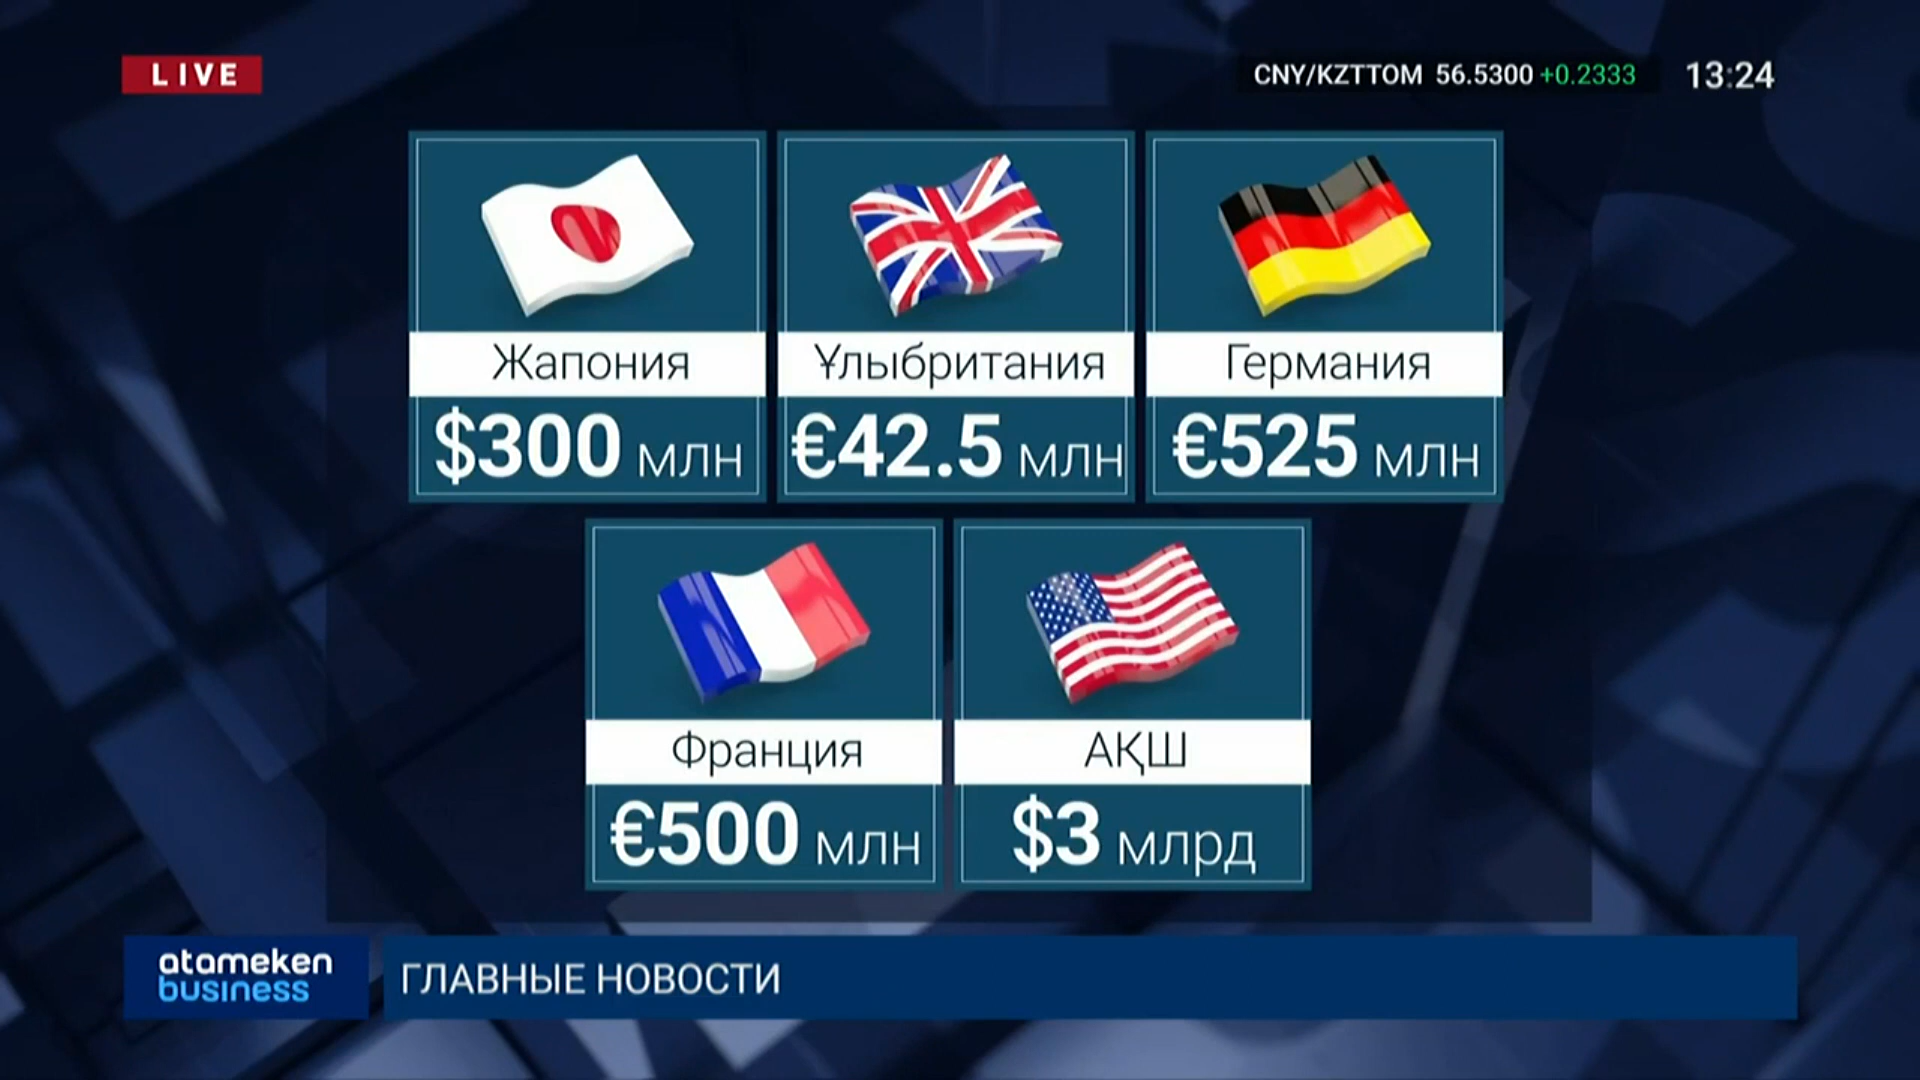 LIVE
CNY/KZTTOM 56.5300 +0.2333 13:24
Жапония
$300 млн
Ұлыбритания
€42.5 млн
Германия
€525 млн
Франция
€500 млн
АҚШ
$3 млрд
atameken
business
ГЛАВНЫЕ НОВОСТИ